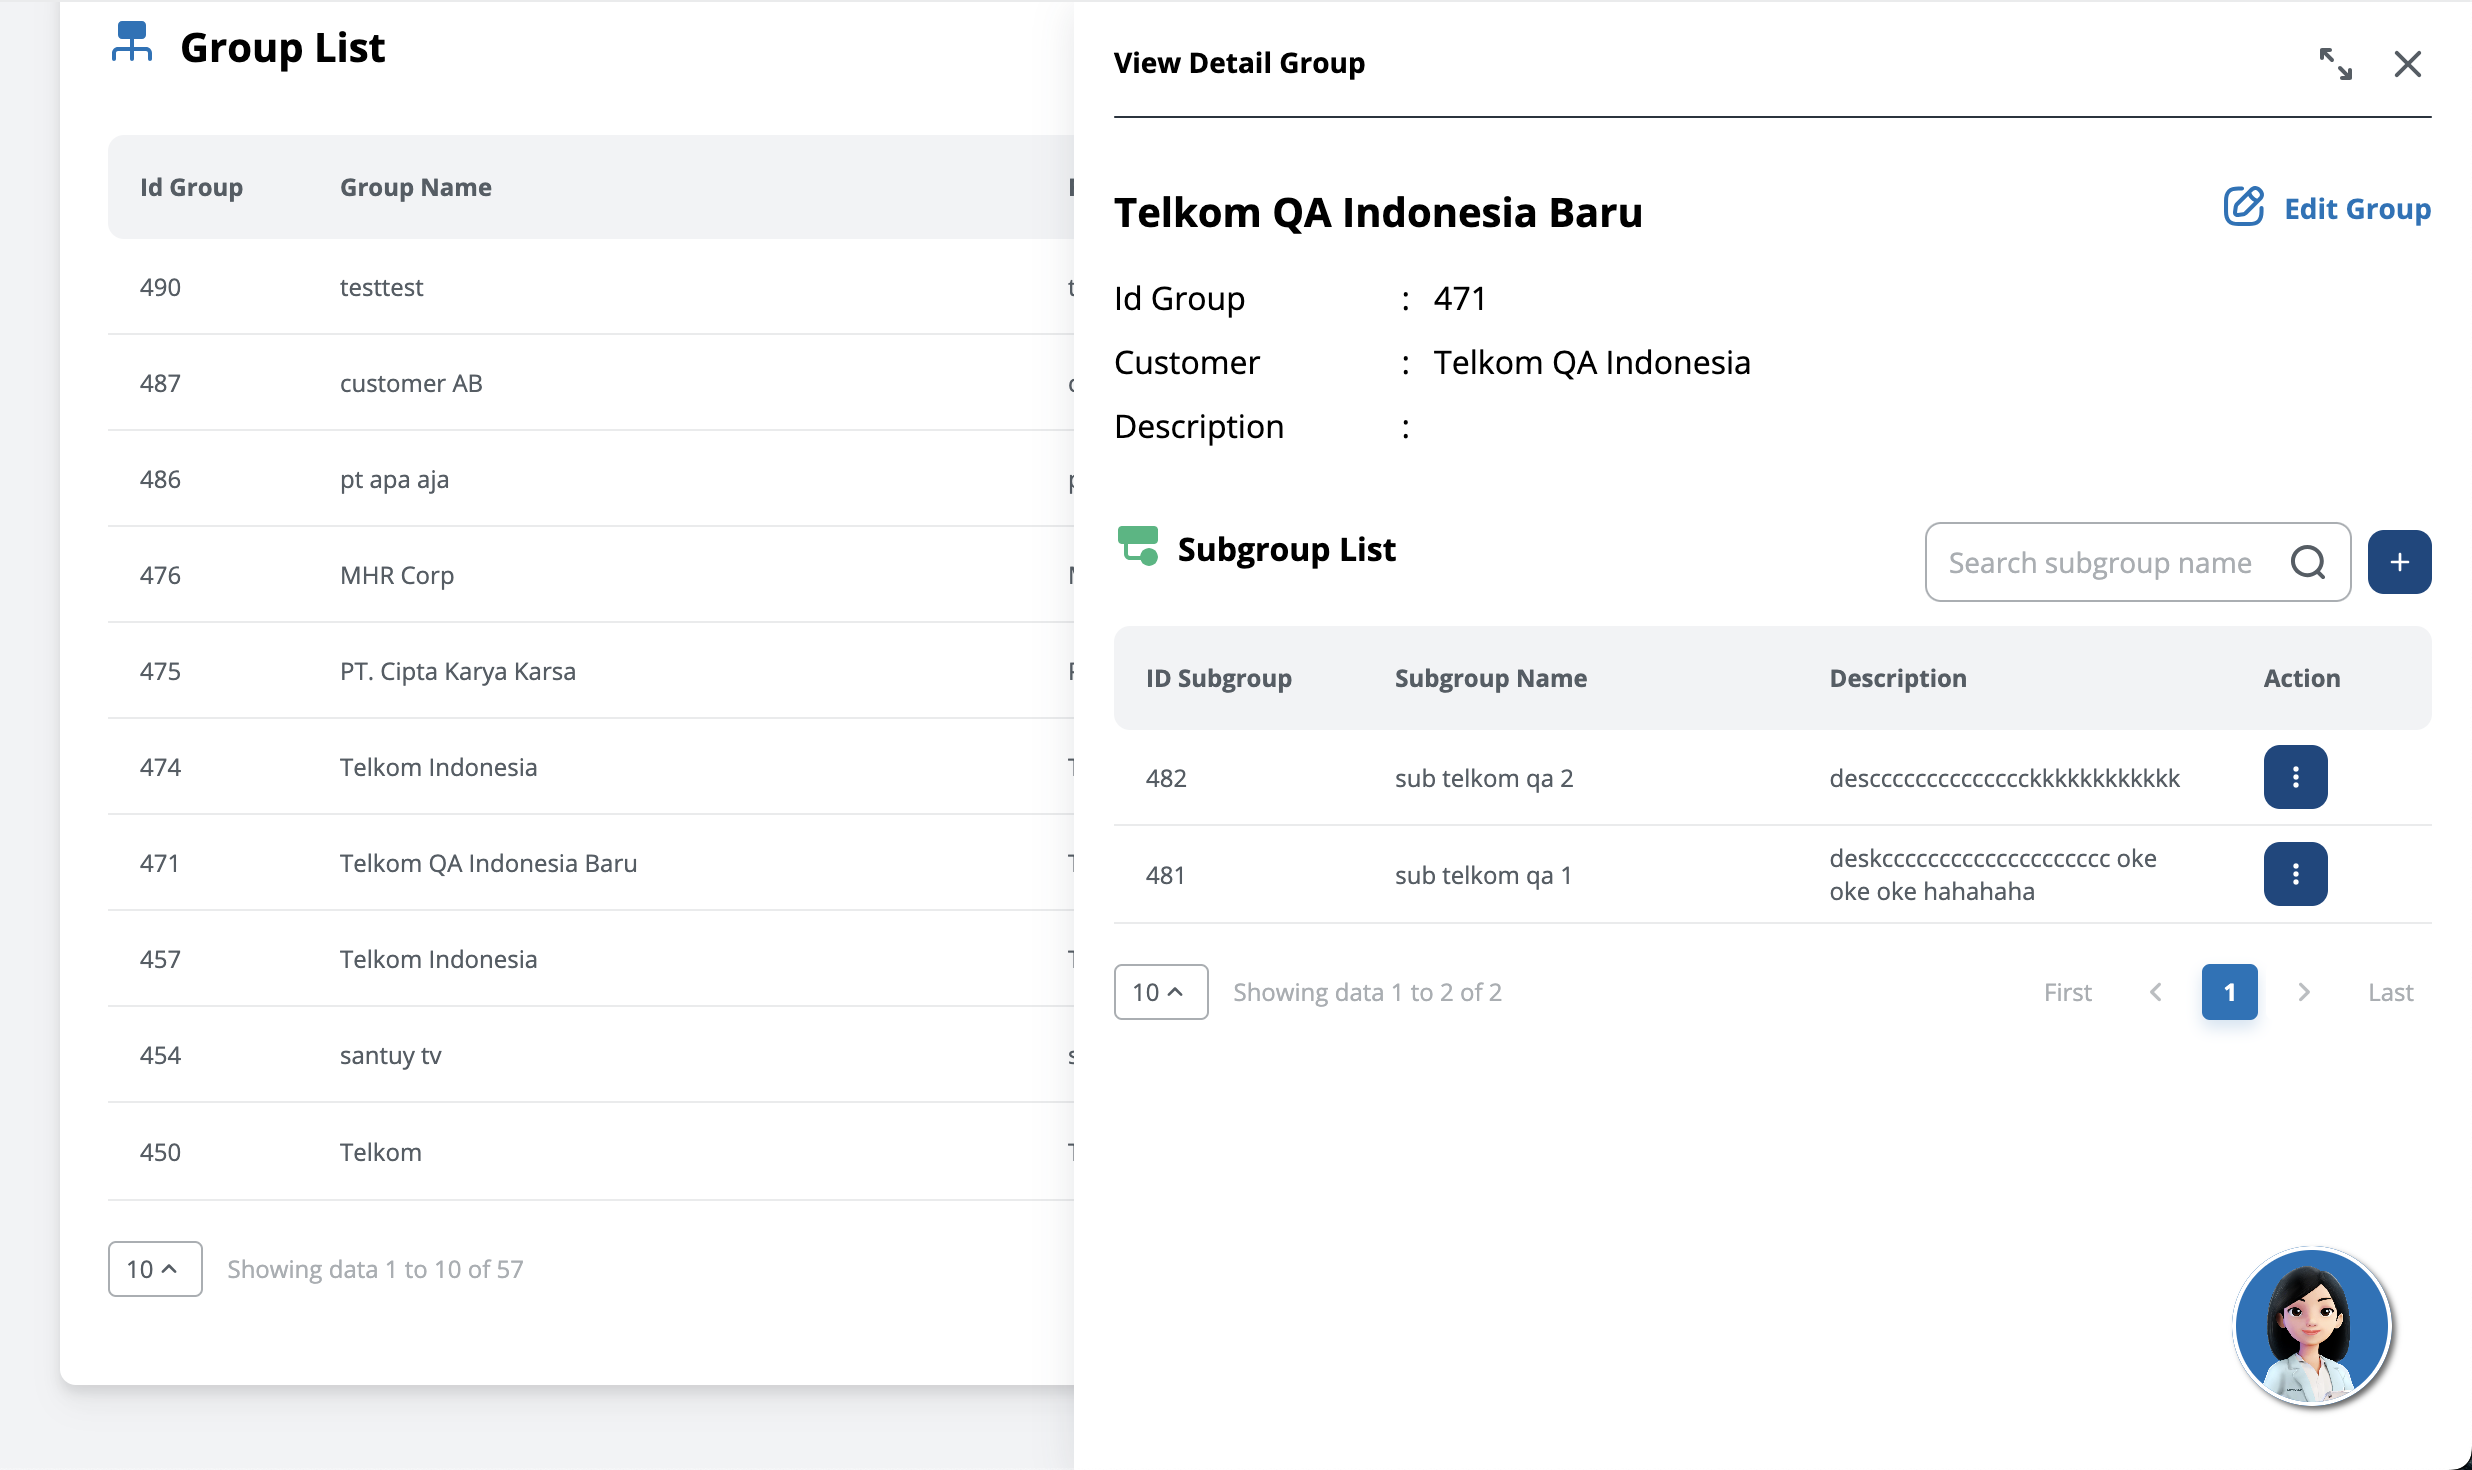 Group List
Id Group Group Name
490 testtest
487 customer AB
486 pt apa aja
476 MHR Corp
475 PT. Cipta Karya Karsa
474 Telkom Indonesia
471 Telkom QA Indonesia Baru
457 Telkom Indonesia
454 santuy tv
450 Telkom
10 Showing data 1 to 10 of 57
View Detail Group
Telkom QA Indonesia Baru
Edit Group
Id Group : 471
Customer : Telkom QA Indonesia
Description :
Subgroup List
Search subgroup name
+
ID Subgroup Subgroup Name Description Action
482 sub telkom qa 2 desccccccccccccccckkkkkkkkkkkk
481 sub telkom qa 1 deskcccccccccccccccccccc oke
oke oke hahahaha
10 Showing data 1 to 2 of 2
First < 1 > Last